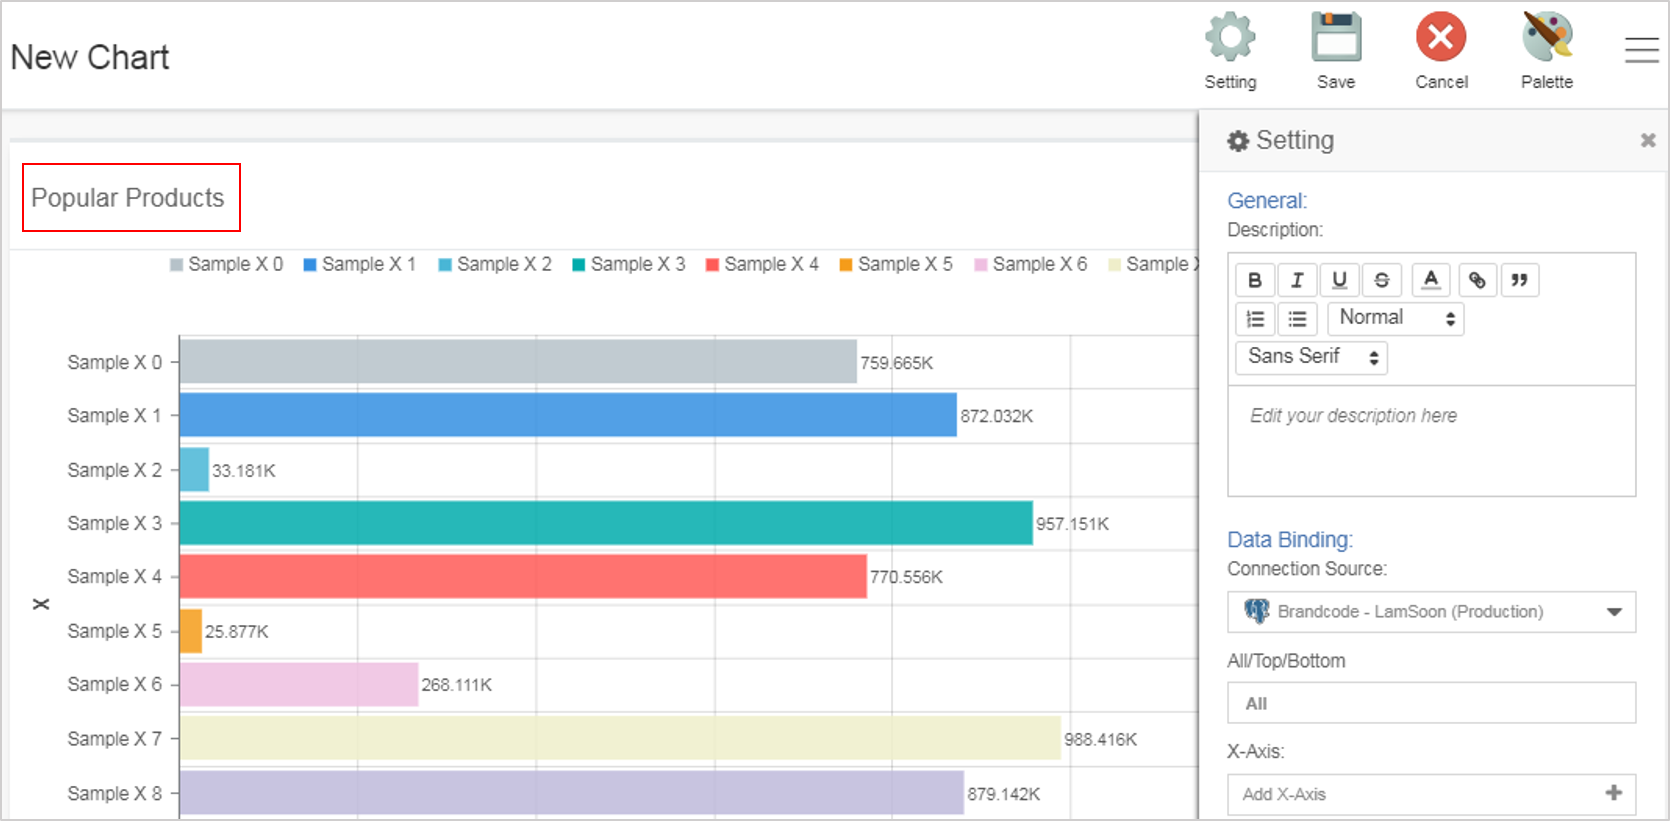 New Chart
Setting
Save
Cancel
Palette
Setting
Popular Products
Sample X 0
Sample X 1
Sample X 2
Sample X 3
Sample X 4
Sample X 5
Sample X 6
Sample
Sample X 0
759.665K
Sample X 1
872.032K
Sample X 2
33.181K
Sample X 3
957.151K
Sample X 4
770.556K
X
Sample X 5
25.877K
Sample X 6
268.111K
Sample X 7
988.416K
Sample X 8
879.142K
General:
Description:
B I U S A
Normal
Sans Serif
Edit your description here
Data Binding:
Connection Source:
Brandcode - LamSoon (Production)
All/Top/Bottom
All
X-Axis:
Add X-Axis +